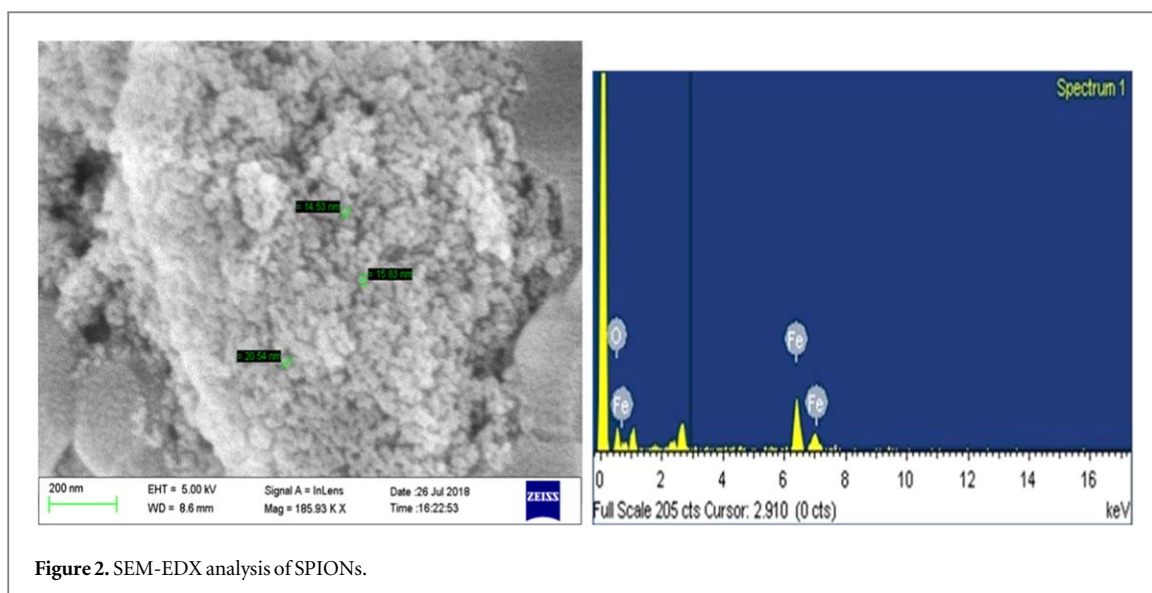 = 14.53 nm
= 15.83 nm
= 20.54 nm
200 nm
EHT = 5.00 kV
WD = 8.6 mm
Signal A = InLens
Mag = 185.93 K X
Date :26 Jul 2018
Time :16:22:53
ZEISS
Spectrum 1
O
Fe
Fe
Fe
0 2 4 6 8 10 12 14 16
Full Scale 205 cts Cursor: 2.910 (0 cts)
keV
Figure 2. SEM-EDX analysis of SPIONs.